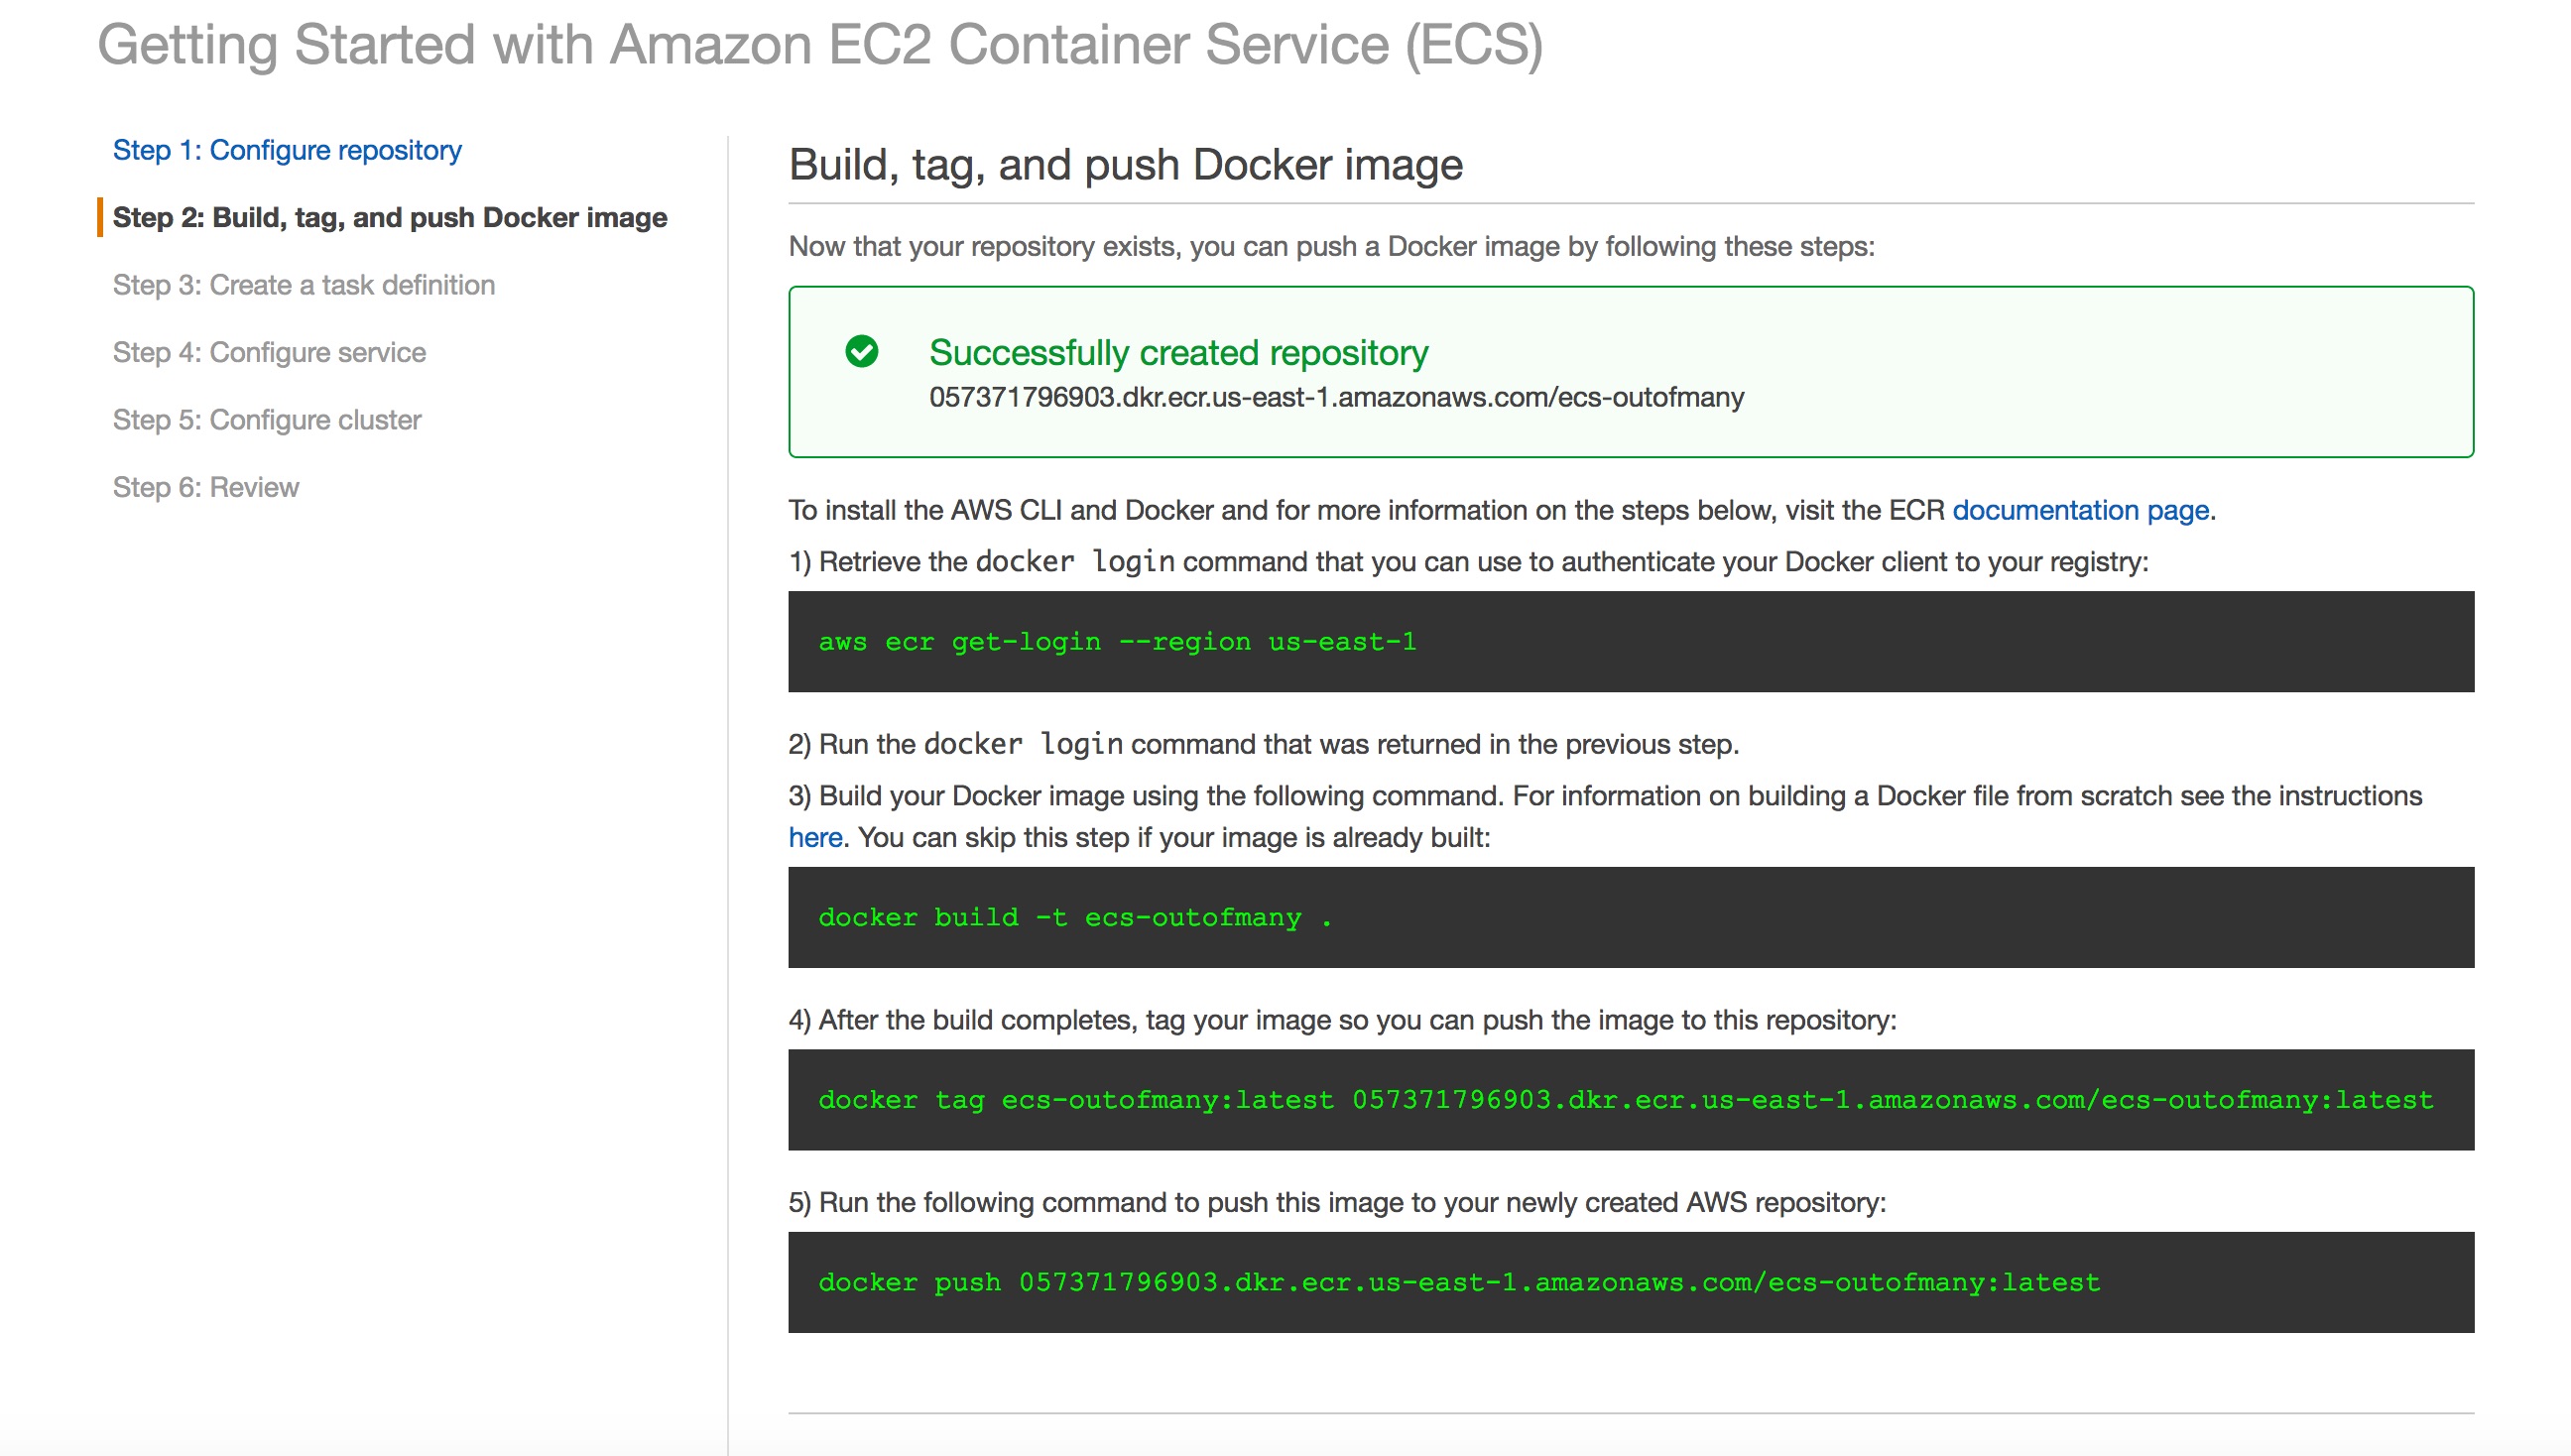 Getting Started with Amazon EC2 Container Service (ECS)
Step 1: Configure repository
Step 2: Build, tag, and push Docker image
Step 3: Create a task definition
Step 4: Configure service
Step 5: Configure cluster
Step 6: Review
Build, tag, and push Docker image
Now that your repository exists, you can push a Docker image by following these steps:
Successfully created repository
057371796903.dkr.ecr.us-east-1.amazonaws.com/ecs-outofmany
To install the AWS CLI and Docker and for more information on the steps below, visit the ECR documentation page.
1) Retrieve the docker login command that you can use to authenticate your Docker client to your registry:
aws ecr get-login --region us-east-1
2) Run the docker login command that was returned in the previous step.
3) Build your Docker image using the following command. For information on building a Docker file from scratch see the instructions
here. You can skip this step if your image is already built:
docker build -t ecs-outofmany .
4) After the build completes, tag your image so you can push the image to this repository:
docker tag ecs-outofmany:latest 057371796903.dkr.ecr.us-east-1.amazonaws.com/ecs-outofmany:latest
5) Run the following command to push this image to your newly created AWS repository:
docker push 057371796903.dkr.ecr.us-east-1.amazonaws.com/ecs-outofmany:latest